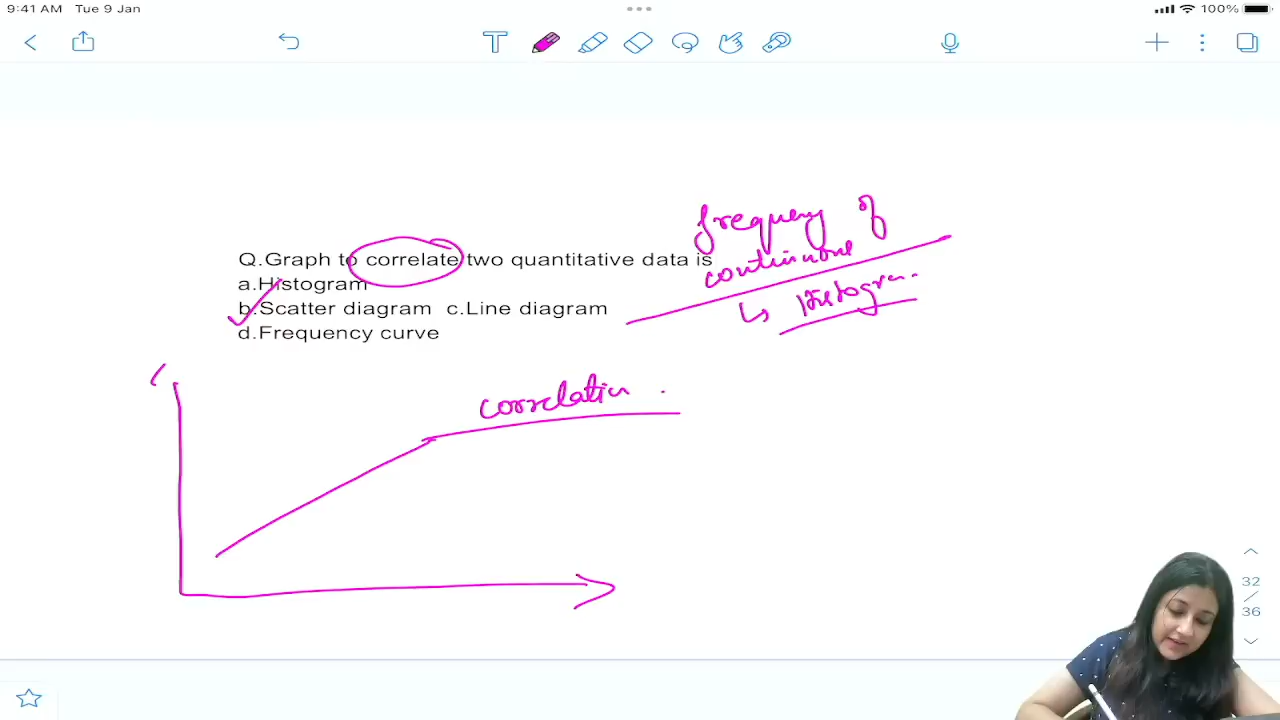 9:41 AM Tue 9 Jan
100%
T
frequency of
continuous
↳ Histogram.
Q.Graph to correlate two quantitative data is
a.Histogram
b.Scatter diagram c.Line diagram
d.Frequency curve
correlation
32
36